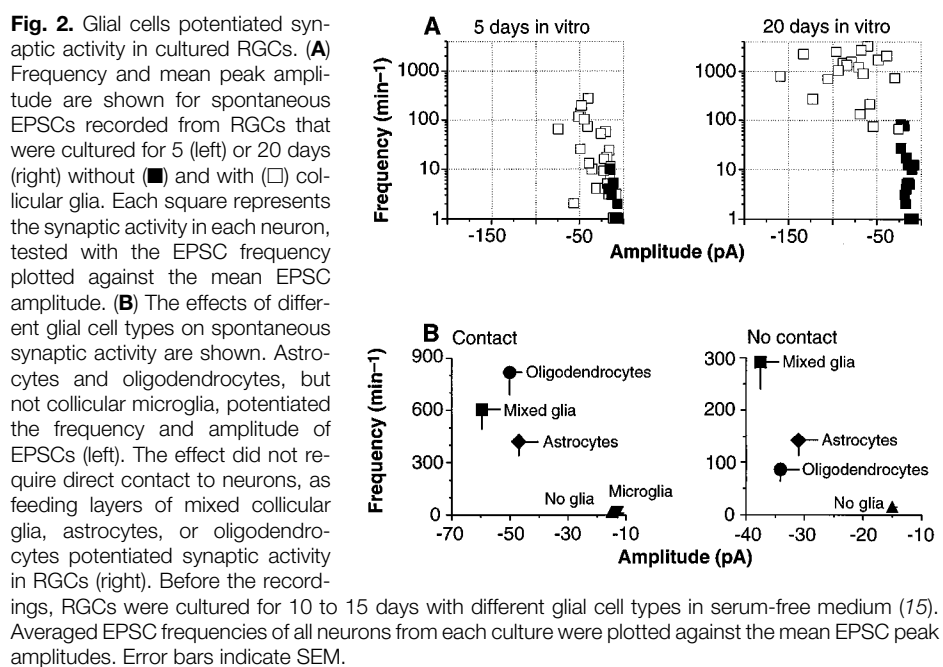 Fig. 2. Glial cells potentiated syn-
aptic activity in cultured RGCs. (A)
Frequency and mean peak ampli-
tude are shown for spontaneous
EPSCs recorded from RGCs that
were cultured for 5 (left) or 20 days
(right) without (■) and with (□) col-
licular glia. Each square represents
the synaptic activity in each neuron,
tested with the EPSC frequency
plotted against the mean EPSC
amplitude. (B) The effects of differ-
ent glial cell types on spontaneous
synaptic activity are shown. Astro-
cytes and oligodendrocytes, but
not collicular microglia, potentiated
the frequency and amplitude of
EPSCs (left). The effect did not re-
quire direct contact to neurons, as
feeding layers of mixed collicular
glia, astrocytes, or oligodendro-
cytes potentiated synaptic activity
in RGCs (right). Before the record-
ings, RGCs were cultured for 10 to 15 days with different glial cell types in serum-free medium (15).
Averaged EPSC frequencies of all neurons from each culture were plotted against the mean EPSC peak
amplitudes. Error bars indicate SEM.
A
5 days in vitro
20 days in vitro
Frequency (min–1)
1000
100
10
1
-150
-50
1000
100
10
1
-150
-50
Amplitude (pA)
B
Contact
No contact
Frequency (min–1)
900
600
300
0
Oligodendrocytes
Mixed glia
Astrocytes
No glia
Microglia
-70
-50
-30
-10
300
200
100
0
Mixed glia
Astrocytes
Oligodendrocytes
No glia
-40
-30
-20
-10
Amplitude (pA)